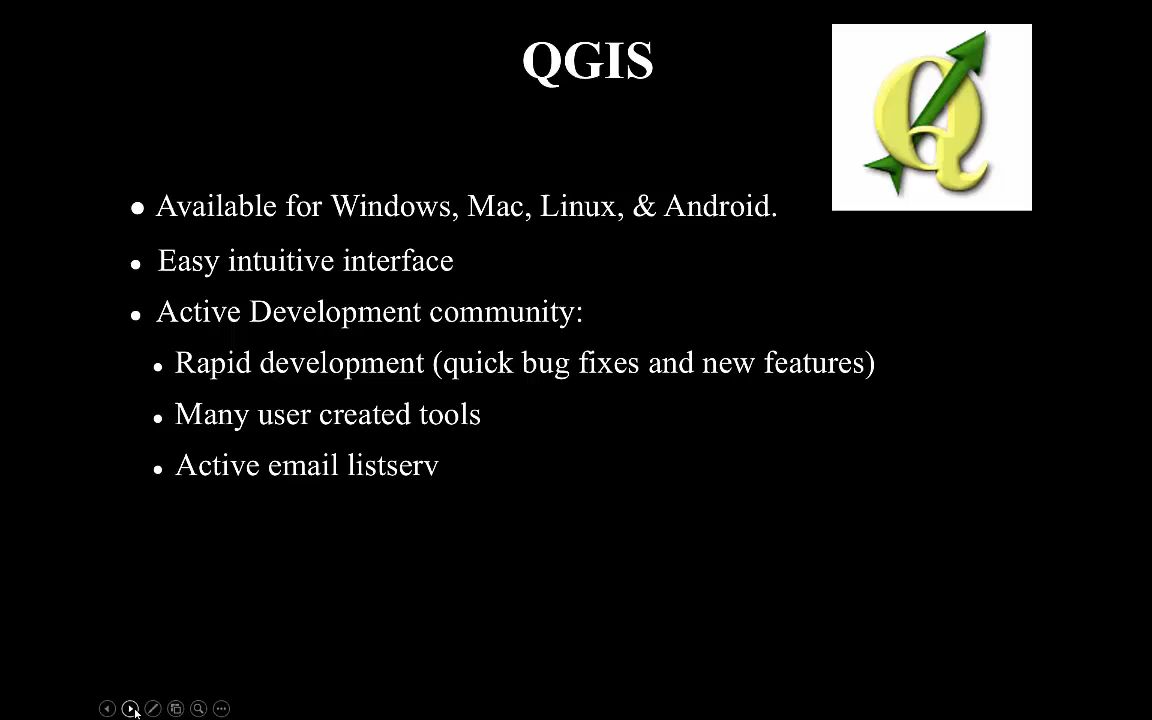 QGIS
Q
● Available for Windows, Mac, Linux, & Android.
● Easy intuitive interface
● Active Development community:
● Rapid development (quick bug fixes and new features)
● Many user created tools
● Active email listserv